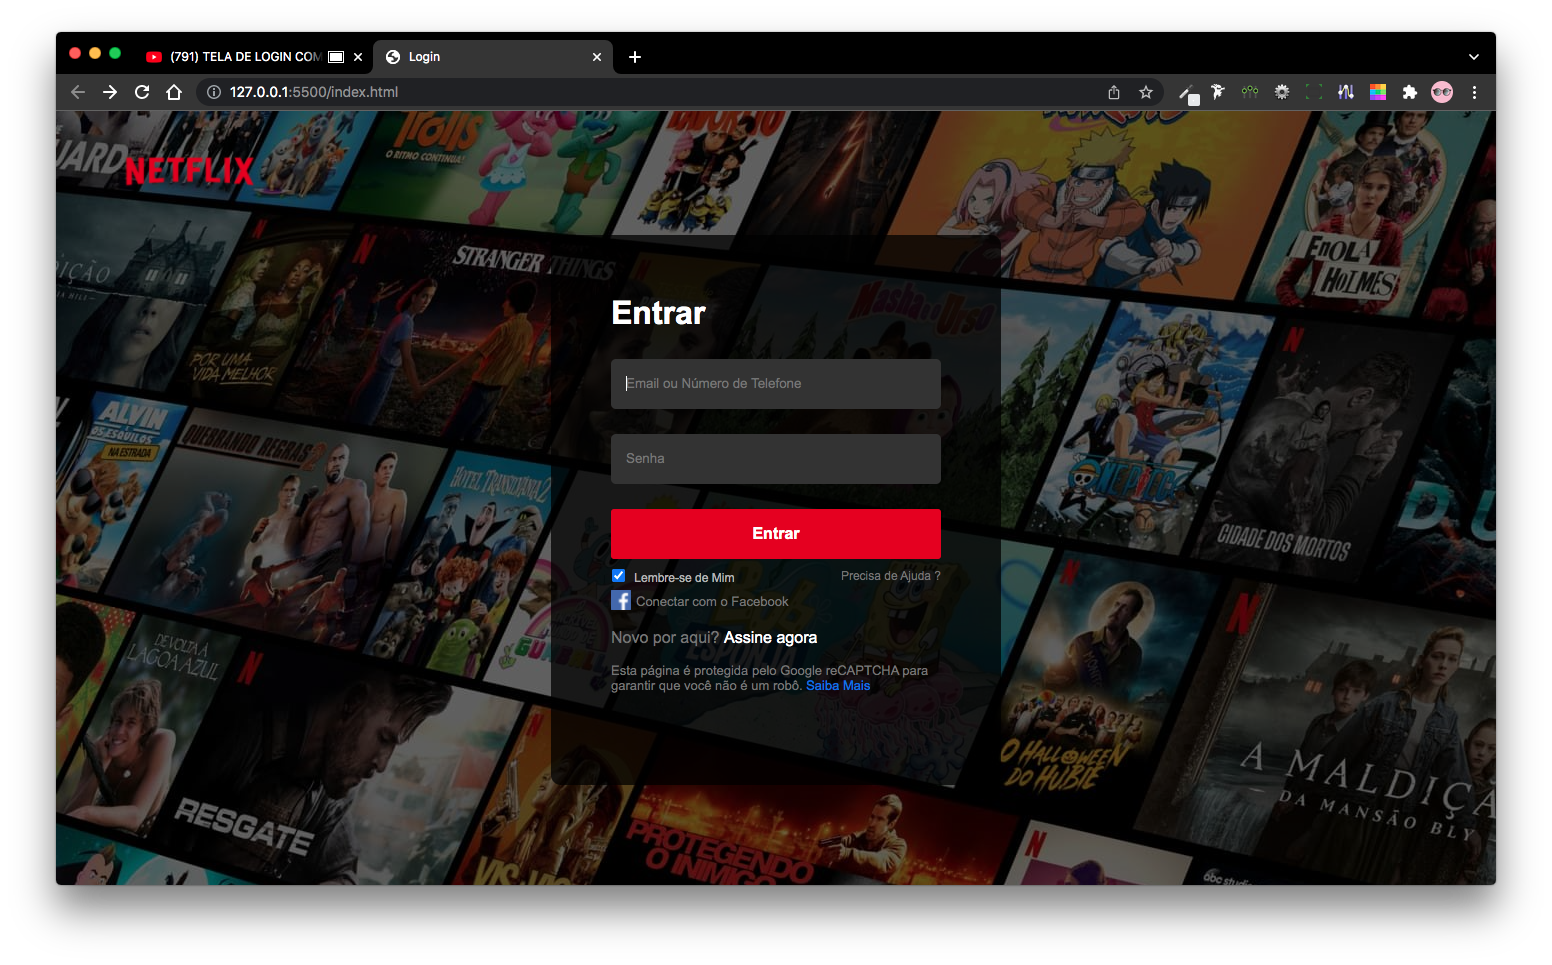 (791) TELA DE LOGIN COM
Login
127.0.0.1:5500/index.html
UARD
NETFLIX
Trolls
O RITMO CONTINUA!
ENOLA
HOLMES
STRANGER THINGS
Masha e o Urso
POR UMA
VIDA MELHOR
Entrar
Email ou Número de Telefone
Senha
Entrar
Lembre-se de Mim
Precisa de Ajuda ?
Conectar com o Facebook
Novo por aqui? Assine agora
Esta página é protegida pelo Google reCAPTCHA para
garantir que você não é um robô. Saiba Mais
ALVIN
E OS ESQUILOS
NA ESTRADA
QUEBRANDO REGRAS 2
HOTEL TRANSILVÂNIA 2
ONE PIECE
CIDADE DOS MORTOS
DE VOLTA À
LAGOA AZUL
RESGATE
O HALLOWEEN
DO HUBIE
A MALDIÇÃ
DA MANSÃO BLY
PROTEGENDO
O INIMIGO
abc studio